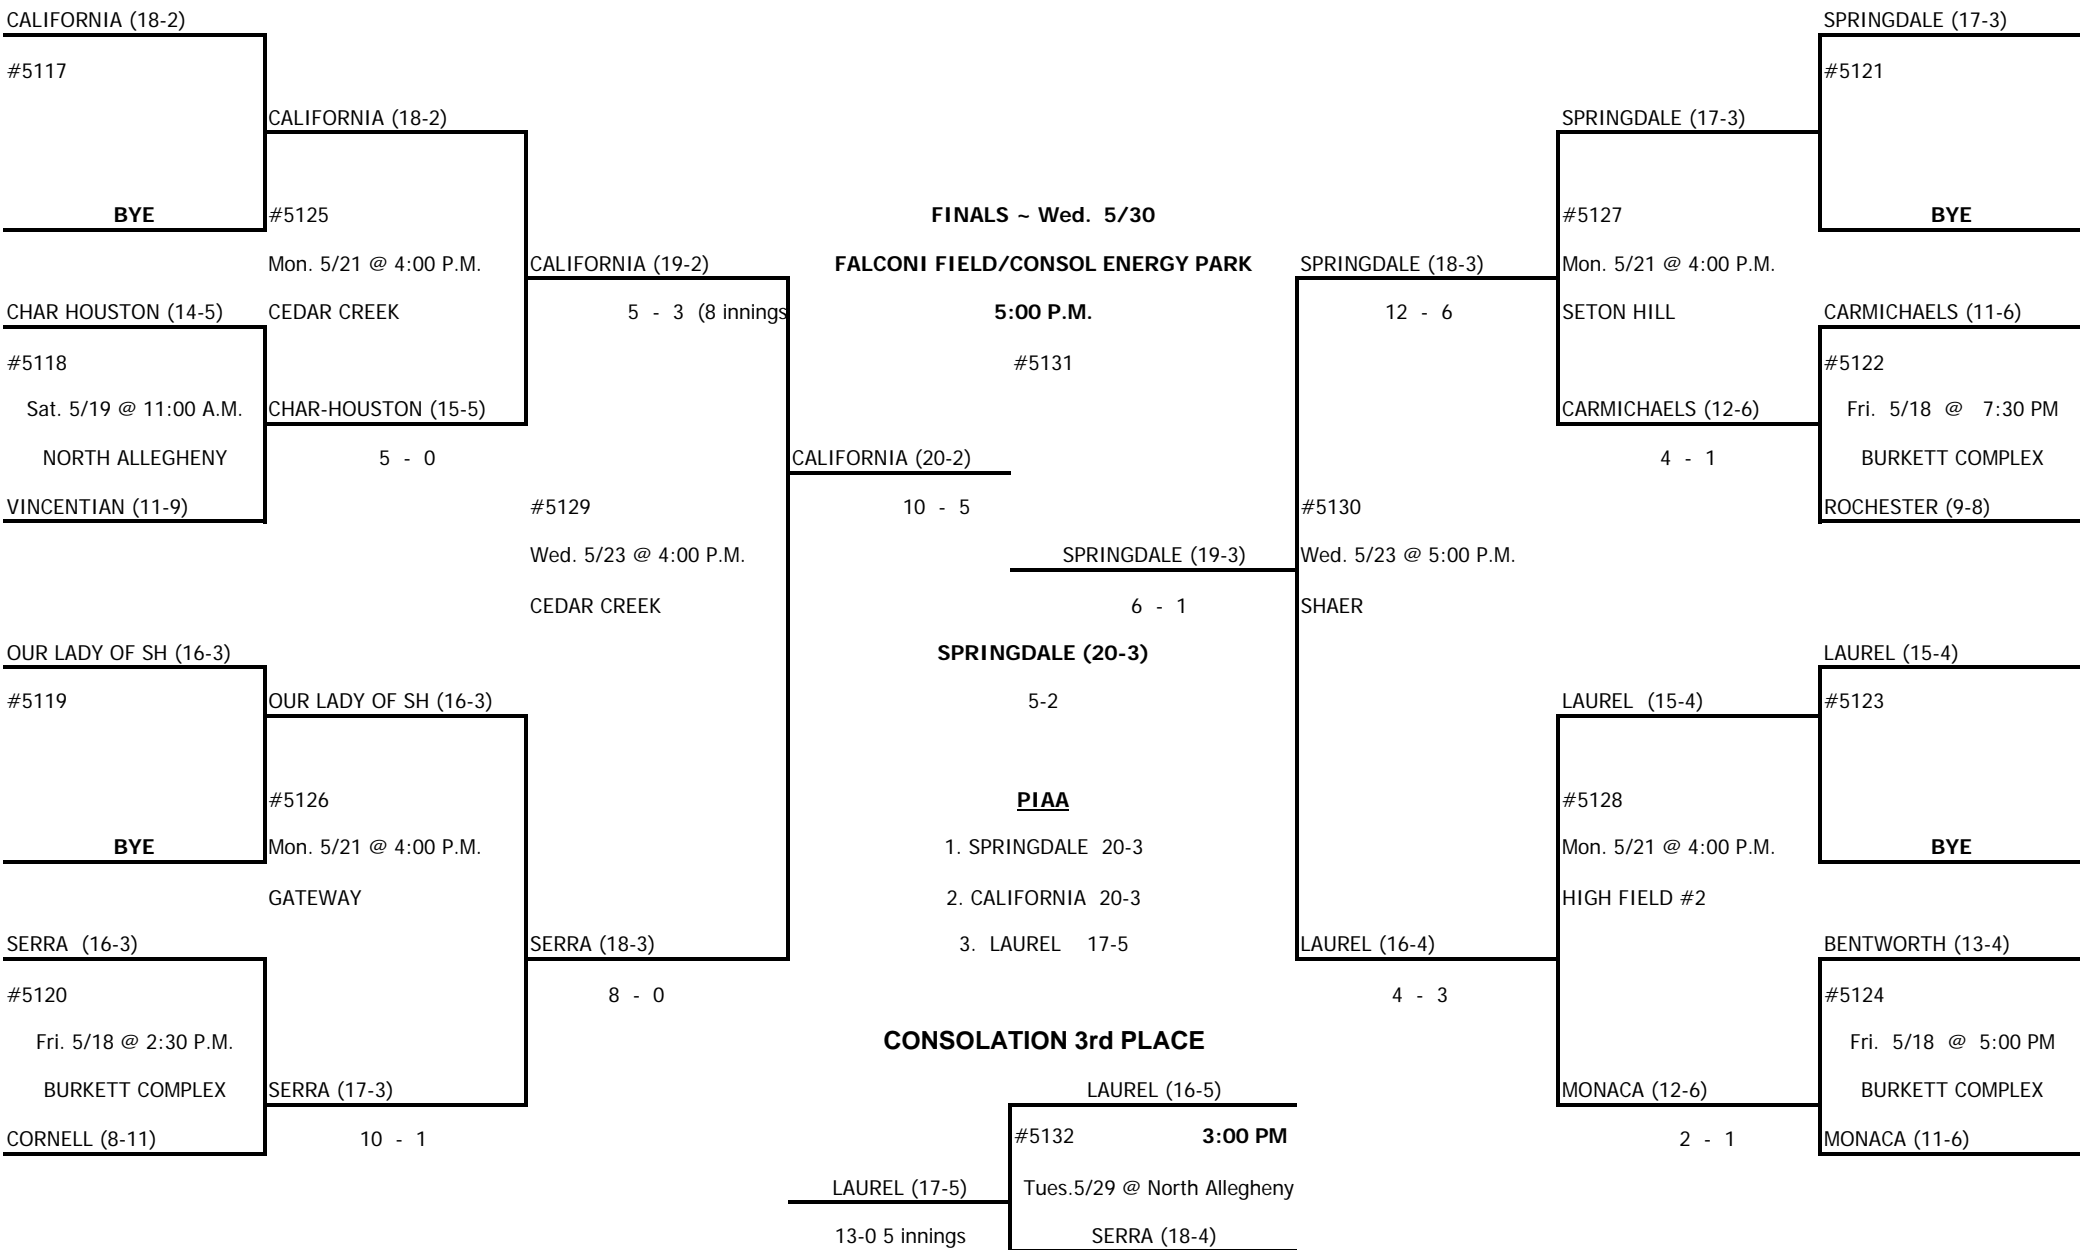 CALIFORNIA (18-2)
#5117
BYE
CHAR HOUSTON (14-5)
#5118
Sat. 5/19 @ 11:00 A.M.
NORTH ALLEGHENY
VINCENTIAN (11-9)
OUR LADY OF SH (16-3)
#5119
BYE
SERRA (16-3)
#5120
Fri. 5/18 @ 2:30 P.M.
BURKETT COMPLEX
CORNELL (8-11)
CALIFORNIA (18-2)
#5125
Mon. 5/21 @ 4:00 P.M.
CEDAR CREEK
CHAR-HOUSTON (15-5)
5 - 0
OUR LADY OF SH (16-3)
#5126
Mon. 5/21 @ 4:00 P.M.
GATEWAY
SERRA (17-3)
10 - 1
CALIFORNIA (19-2)
5 - 3 (8 innings
#5129
Wed. 5/23 @ 4:00 P.M.
CEDAR CREEK
SERRA (18-3)
8 - 0
CALIFORNIA (20-2)
10 - 5
FINALS ~ Wed. 5/30
FALCONI FIELD/CONSOL ENERGY PARK
5:00 P.M.
#5131
SPRINGDALE (19-3)
6 - 1
SPRINGDALE (20-3)
5-2
PIAA
1. SPRINGDALE 20-3
2. CALIFORNIA 20-3
3. LAUREL 17-5
CONSOLATION 3rd PLACE
LAUREL (16-5)
#5132 3:00 PM
Tues.5/29 @ North Allegheny
SERRA (18-4)
LAUREL (17-5)
13-0 5 innings
SPRINGDALE (18-3)
12 - 6
#5130
Wed. 5/23 @ 5:00 P.M.
SHAER
LAUREL (16-4)
4 - 3
SPRINGDALE (17-3)
#5127
Mon. 5/21 @ 4:00 P.M.
SETON HILL
CARMICHAELS (12-6)
4 - 1
LAUREL (15-4)
#5128
Mon. 5/21 @ 4:00 P.M.
HIGH FIELD #2
MONACA (12-6)
2 - 1
SPRINGDALE (17-3)
#5121
BYE
CARMICHAELS (11-6)
#5122
Fri. 5/18 @ 7:30 PM
BURKETT COMPLEX
ROCHESTER (9-8)
LAUREL (15-4)
#5123
BYE
BENTWORTH (13-4)
#5124
Fri. 5/18 @ 5:00 PM
BURKETT COMPLEX
MONACA (11-6)